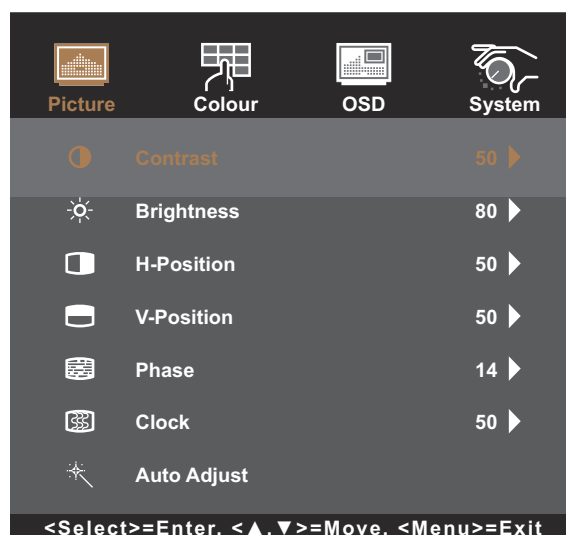 Picture Colour OSD System
Contrast 50
Brightness 80
H-Position 50
V-Position 50
Phase 14
Clock 50
Auto Adjust
<Select>=Enter, <▲,▼>=Move, <Menu>=Exit